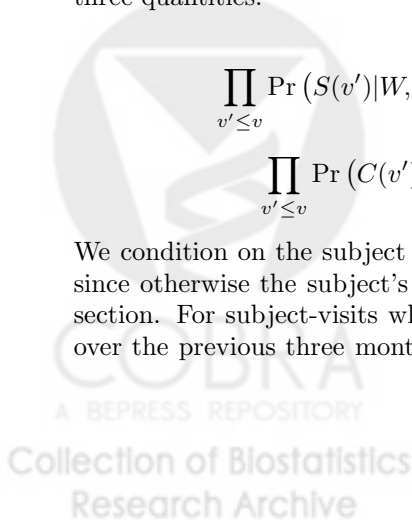 three quantities:
∏ Pr (S(v′)|W,
v′≤v
∏ Pr (C(v′)
v′≤v
We condition on the subject
since otherwise the subject's
section. For subject-visits wh
over the previous three mont
COBRA
A BEPRESS REPOSITORY
Collection of Biostatistics
Research Archive